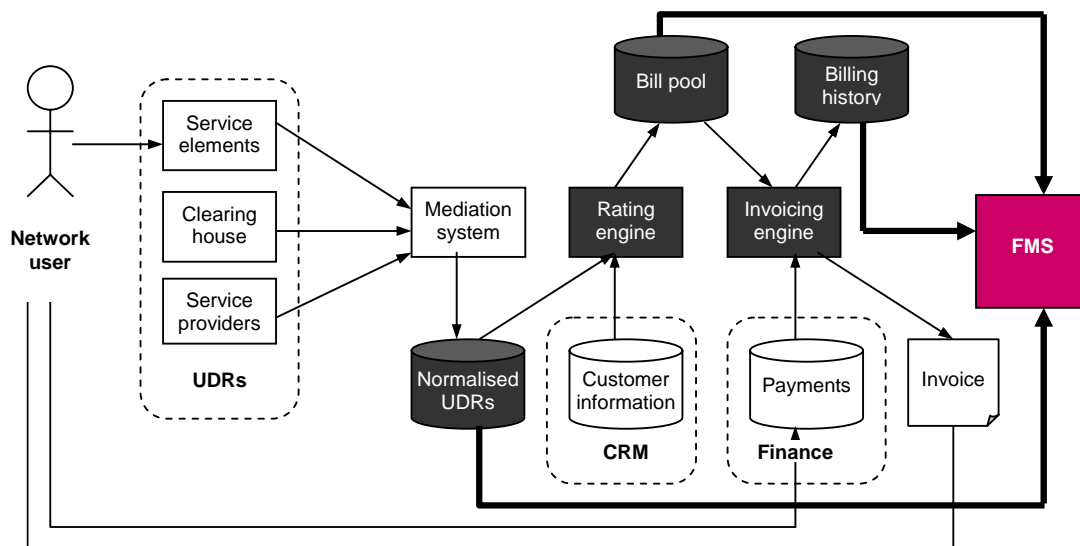 Bill pool
Billing
history
Service
elements
Clearing
house
Service
providers
UDRs
Network
user
Mediation
system
Rating
engine
Invoicing
engine
FMS
Normalised
UDRs
Customer
information
CRM
Payments
Finance
Invoice